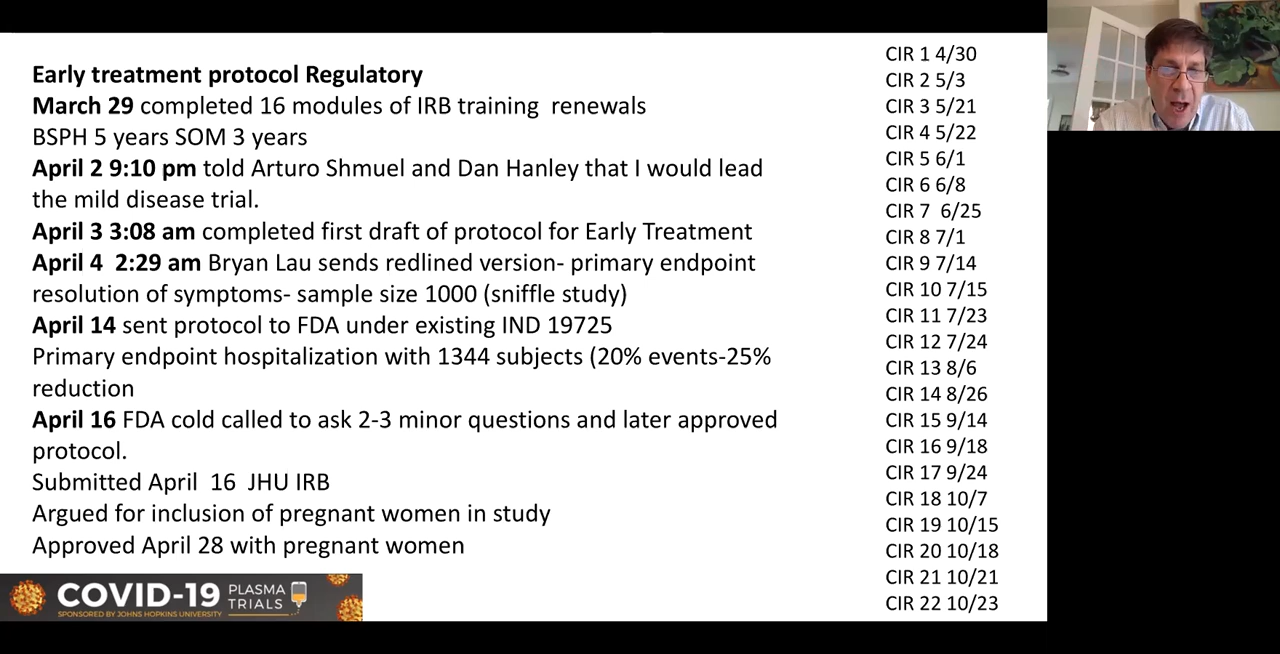 Early treatment protocol Regulatory
March 29 completed 16 modules of IRB training renewals
BSPH 5 years SOM 3 years
April 2 9:10 pm told Arturo Shmuel and Dan Hanley that I would lead
the mild disease trial.
April 3 3:08 am completed first draft of protocol for Early Treatment
April 4 2:29 am Bryan Lau sends redlined version- primary endpoint
resolution of symptoms- sample size 1000 (sniffle study)
April 14 sent protocol to FDA under existing IND 19725
Primary endpoint hospitalization with 1344 subjects (20% events-25%
reduction
April 16 FDA cold called to ask 2-3 minor questions and later approved
protocol.
Submitted April 16 JHU IRB
Argued for inclusion of pregnant women in study
Approved April 28 with pregnant women
COVID-19 PLASMA
TRIALS
SPONSORED BY JOHNS HOPKINS UNIVERSITY
CIR 1 4/30
CIR 2 5/3
CIR 3 5/21
CIR 4 5/22
CIR 5 6/1
CIR 6 6/8
CIR 7 6/25
CIR 8 7/1
CIR 9 7/14
CIR 10 7/15
CIR 11 7/23
CIR 12 7/24
CIR 13 8/6
CIR 14 8/26
CIR 15 9/14
CIR 16 9/18
CIR 17 9/24
CIR 18 10/7
CIR 19 10/15
CIR 20 10/18
CIR 21 10/21
CIR 22 10/23